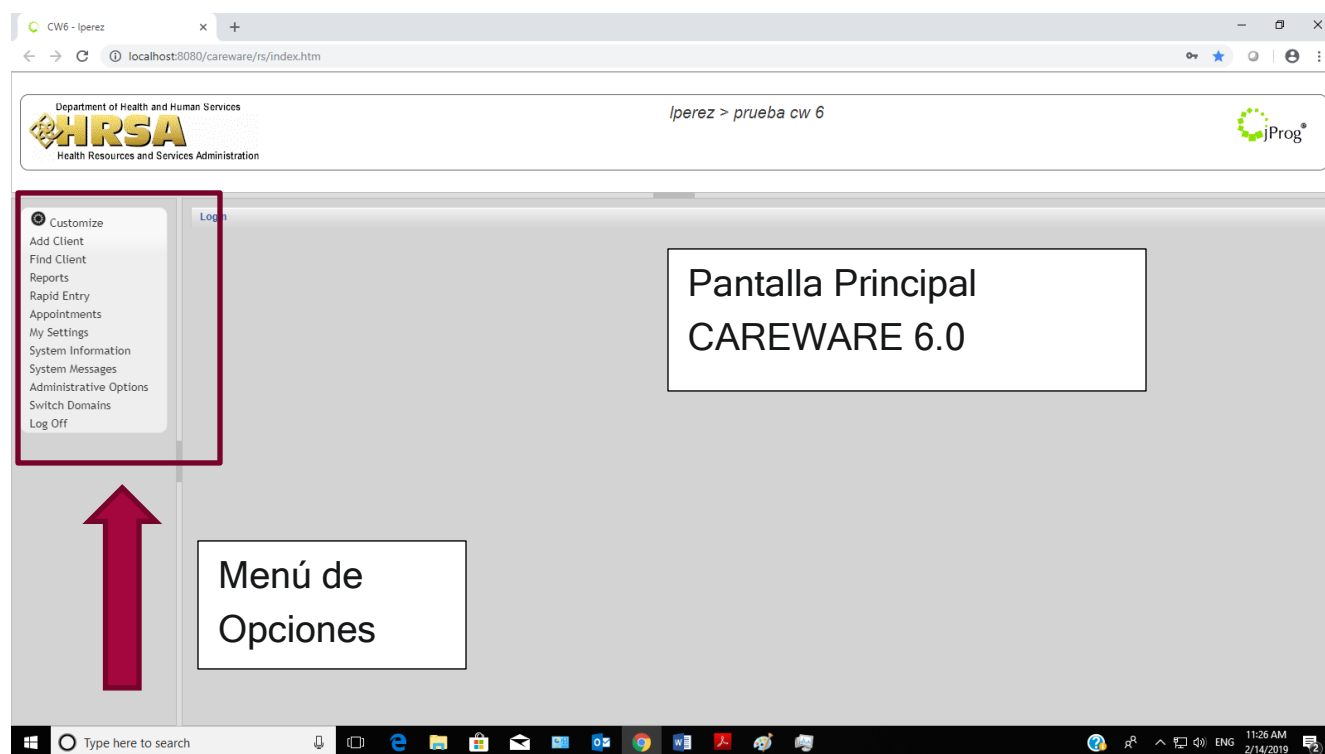 CW6 - lperez
localhost:8080/careware/rs/index.htm
Department of Health and Human Services
HRSA
Health Resources and Services Administration
lperez > prueba cw 6
jProg®
Customize
Add Client
Find Client
Reports
Rapid Entry
Appointments
My Settings
System Information
System Messages
Administrative Options
Switch Domains
Log Off
Login
Pantalla Principal
CAREWARE 6.0
Menú de
Opciones
Type here to search
ENG
11:26 AM
2/14/2019
2